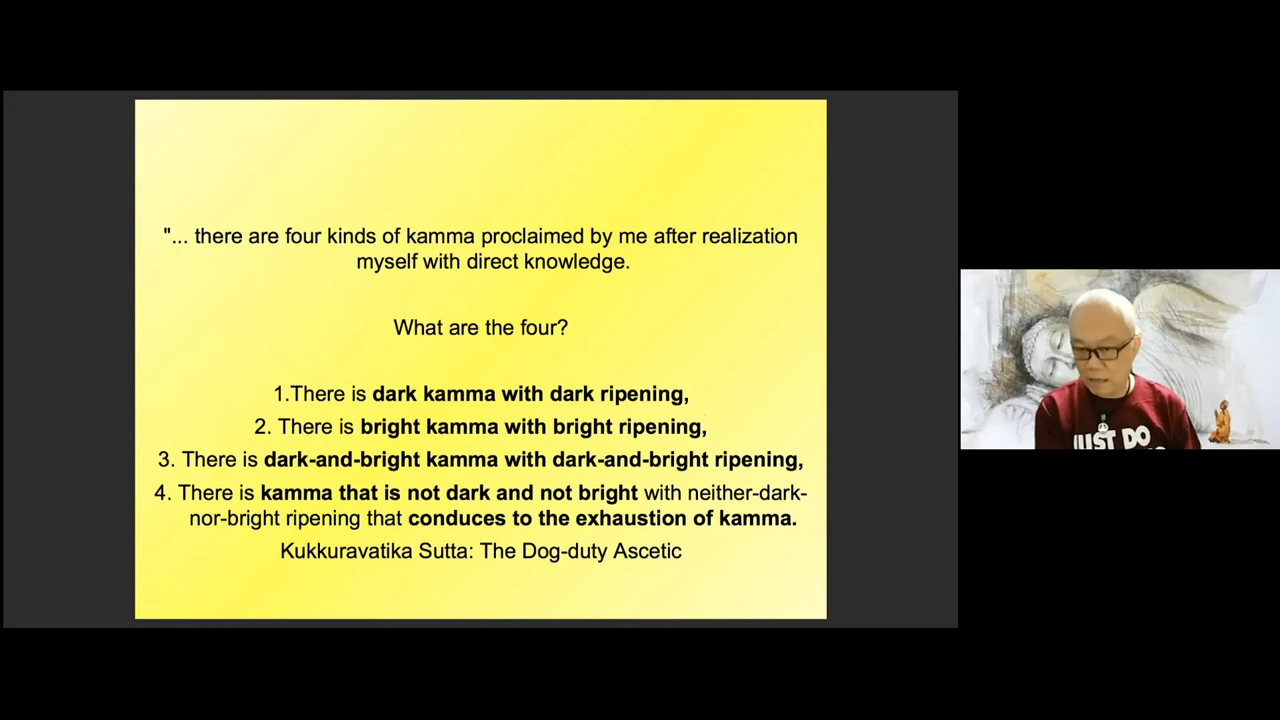 "... there are four kinds of kamma proclaimed by me after realization
myself with direct knowledge.
What are the four?
1.There is dark kamma with dark ripening,
2. There is bright kamma with bright ripening,
3. There is dark-and-bright kamma with dark-and-bright ripening,
4. There is kamma that is not dark and not bright with neither-dark-
nor-bright ripening that conduces to the exhaustion of kamma.
Kukkuravatika Sutta: The Dog-duty Ascetic
JUST DO